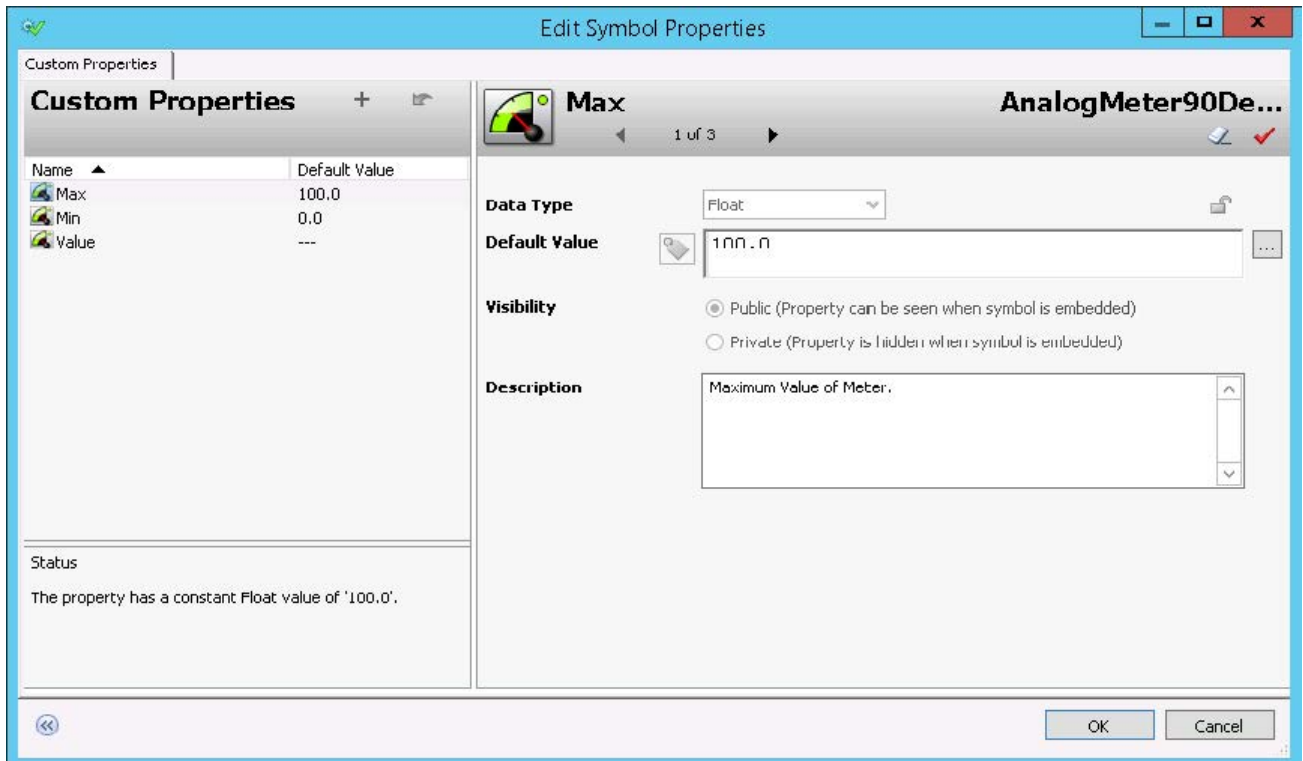 Edit Symbol Properties
Custom Properties
Custom Properties
Name Default Value
Max 100.0
Min 0.0
Value ---
Status
The property has a constant Float value of '100.0'.
Max AnalogMeter90De...
1 of 3
Data Type Float
Default Value 100.0 ...
Visibility Public (Property can be seen when symbol is embedded)
Private (Property is hidden when symbol is embedded)
Description Maximum Value of Meter.
OK Cancel